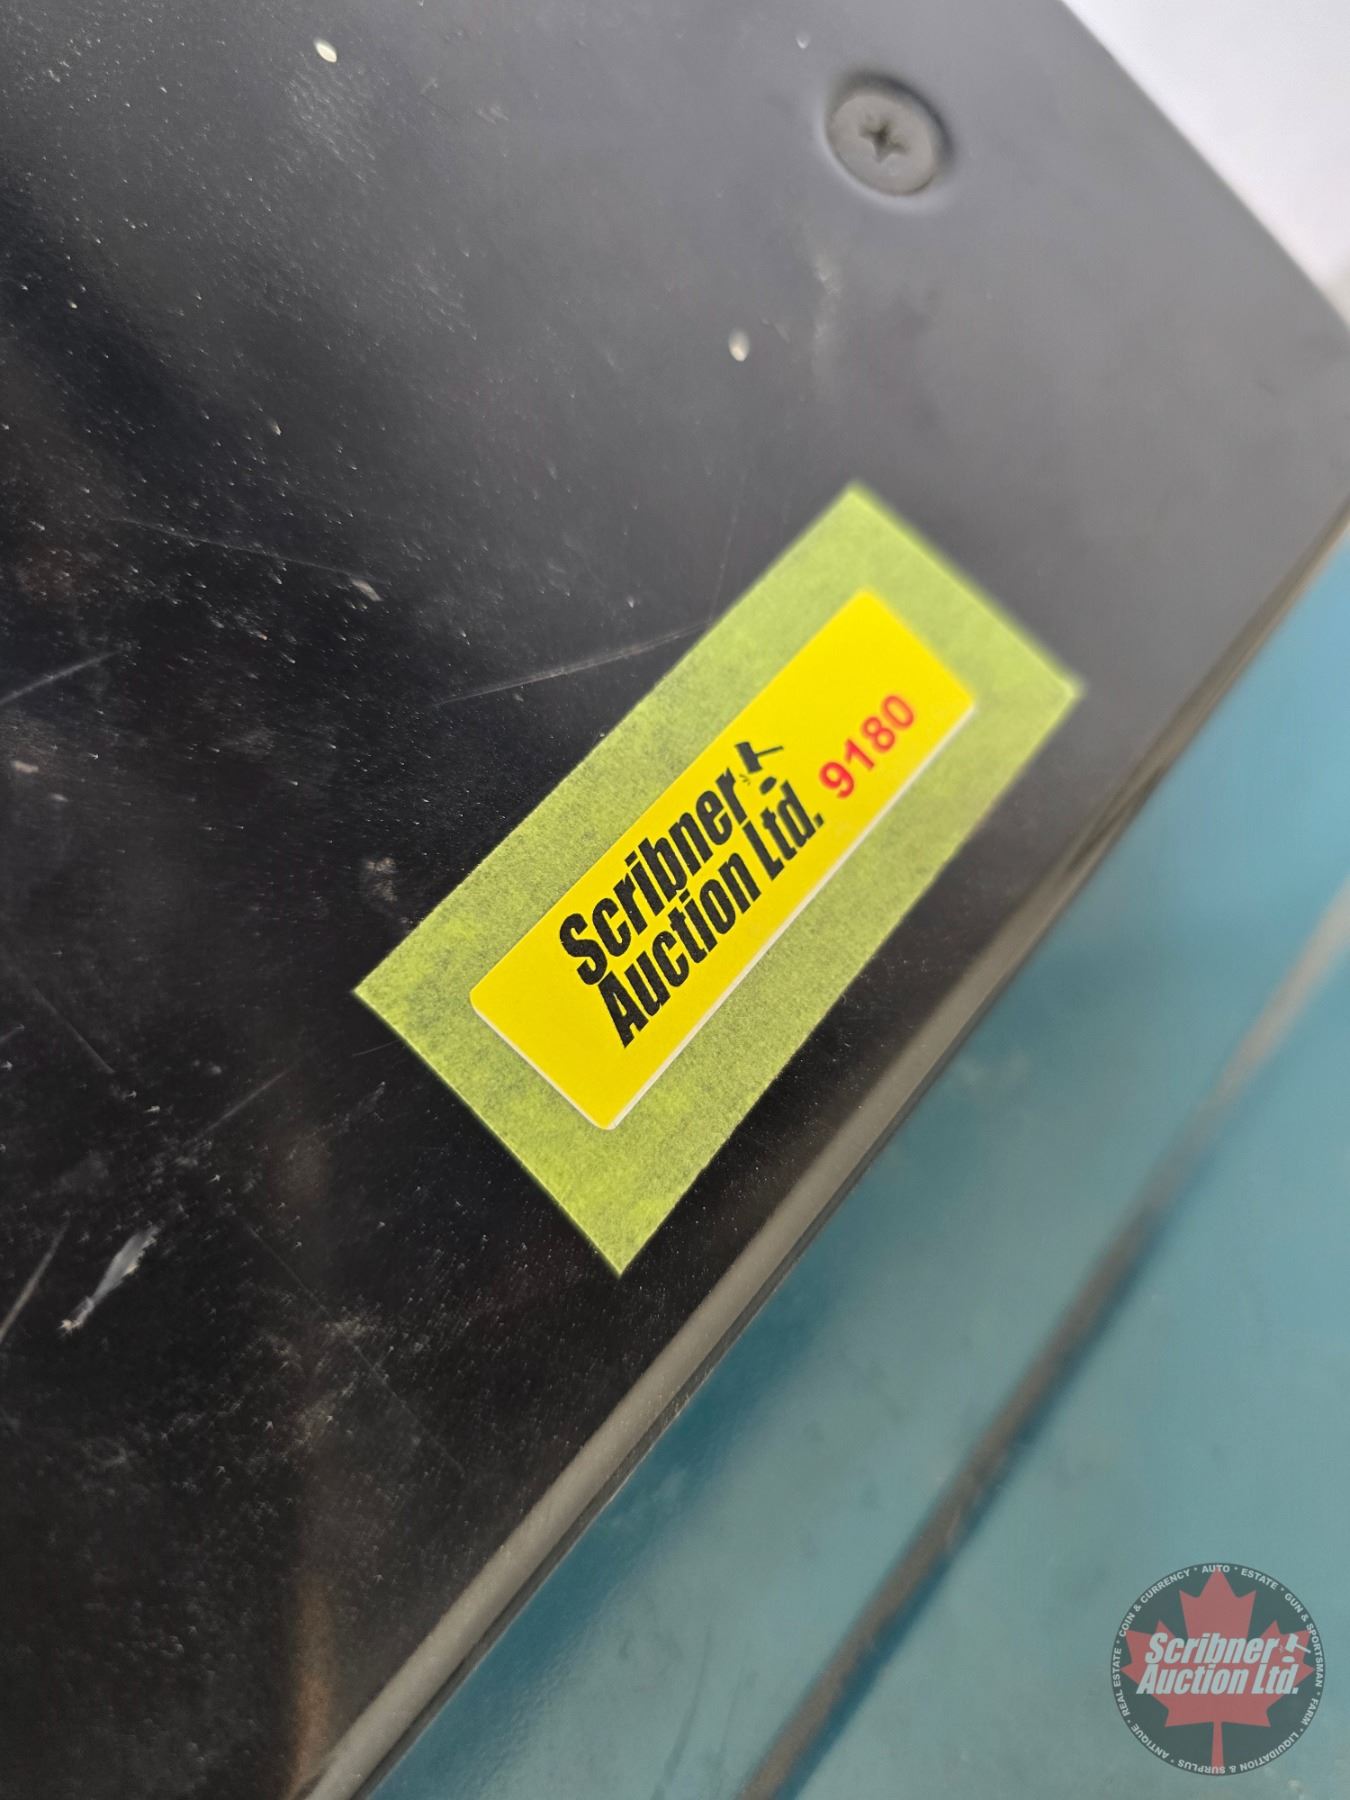 Scribner
Auction Ltd.
9180
COIN & CURRENCY • AUTO • ESTATE • GUN & SPORTSMAN • FARM • LIQUIDATION & SURPLUS • ANTIQUE • REAL ESTATE •
Scribner
Auction Ltd.